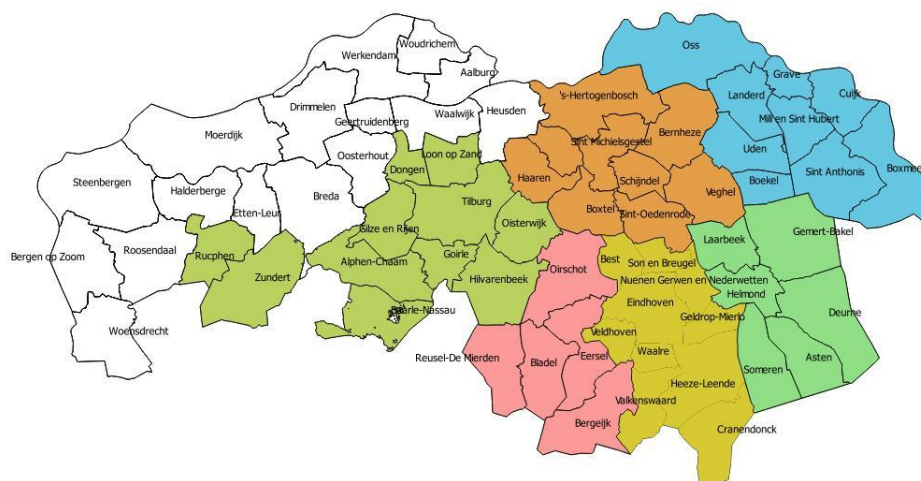 Woudrichem
Oss
Werkendam
Aalburg
Grave
Landerd
Cuijk
's-Hertogenbosch
Drimmelen
Heusden
Waalwijk
Geertruidenberg
Mill en Sint Hubert
Bernheze
Moerdijk
Sint Michielsgestel
Uden
Oosterhout
Loon op Zand
Dongen
Haaren
Schijndel
Boekel
Sint Anthonis
Boxmeer
Steenbergen
Halderberge
Etten-Leur
Breda
Tilburg
Boxtel
Sint-Oedenrode
Veghel
Oisterwijk
Gilze en Rijen
Laarbeek
Gemert-Bakel
Bergen op Zoom
Roosendaal
Rucphen
Zundert
Alphen-Chaam
Goirle
Hilvarenbeek
Oirschot
Best
Son en Breugel
Nuenen Gerwen en Nederwetten
Helmond
Eindhoven
Geldrop-Mierlo
Deurne
Baarle-Nassau
Woensdrecht
Veldhoven
Waalre
Reusel-De Mierden
Bladel
Eersel
Asten
Someren
Heeze-Leende
Valkenswaard
Bergeijk
Cranendonck